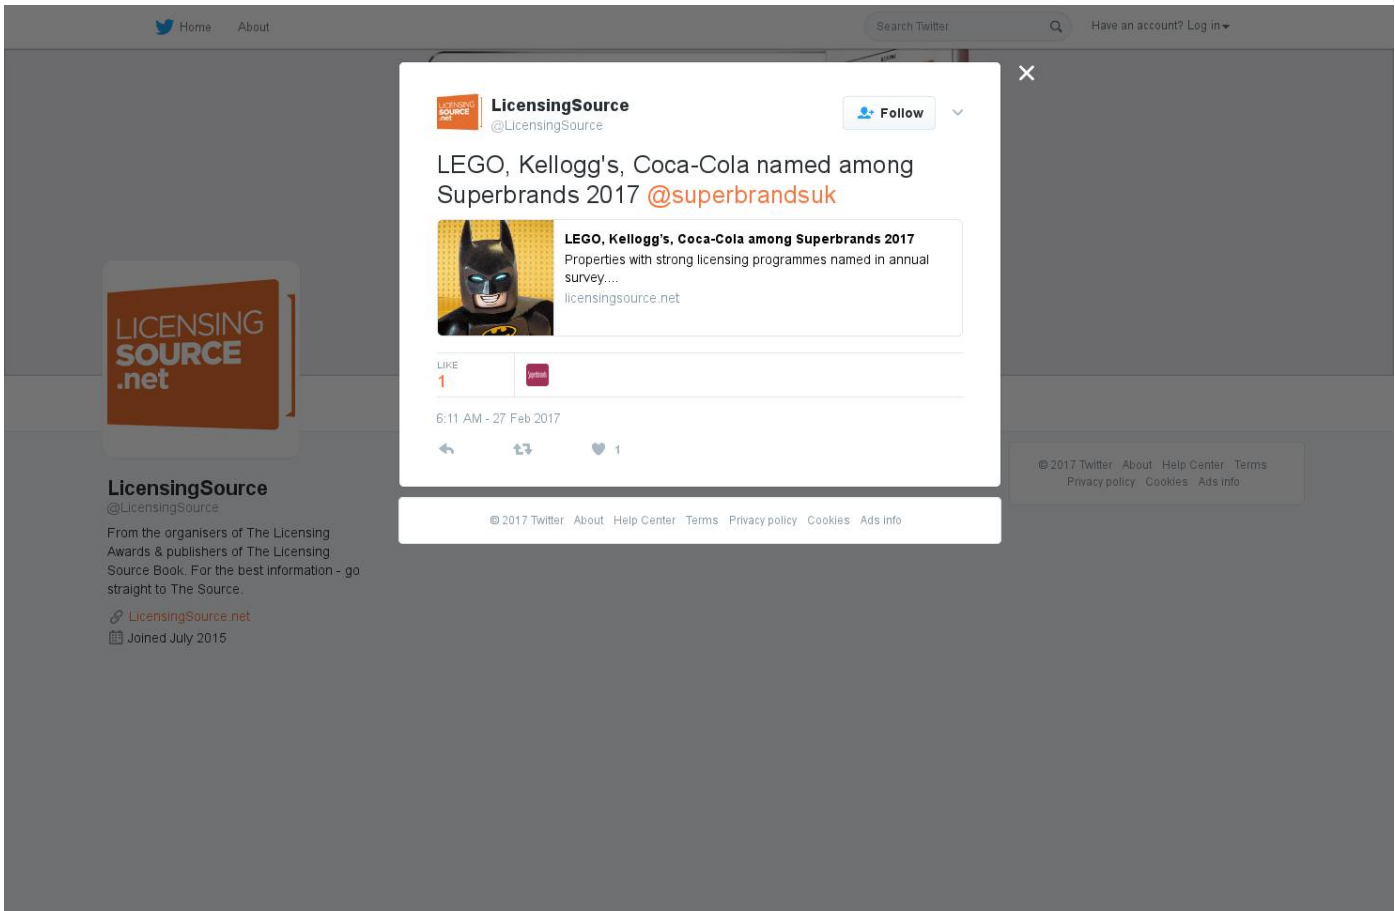 Home About Search Twitter Have an account? Log in
LICENSING
SOURCE
.net
LicensingSource
@LicensingSource
Follow
LEGO, Kellogg's, Coca-Cola named among
Superbrands 2017 @superbrandsuk
LEGO, Kellogg's, Coca-Cola among Superbrands 2017
Properties with strong licensing programmes named in annual
survey....
licensingsource.net
LIKE
1
Superbrands
6:11 AM - 27 Feb 2017
1
© 2017 Twitter About Help Center Terms Privacy policy Cookies Ads info
LICENSING
SOURCE
.net
LicensingSource
@LicensingSource
From the organisers of The Licensing
Awards & publishers of The Licensing
Source Book. For the best information - go
straight to The Source.
LicensingSource.net
Joined July 2015
© 2017 Twitter About Help Center Terms
Privacy policy Cookies Ads info